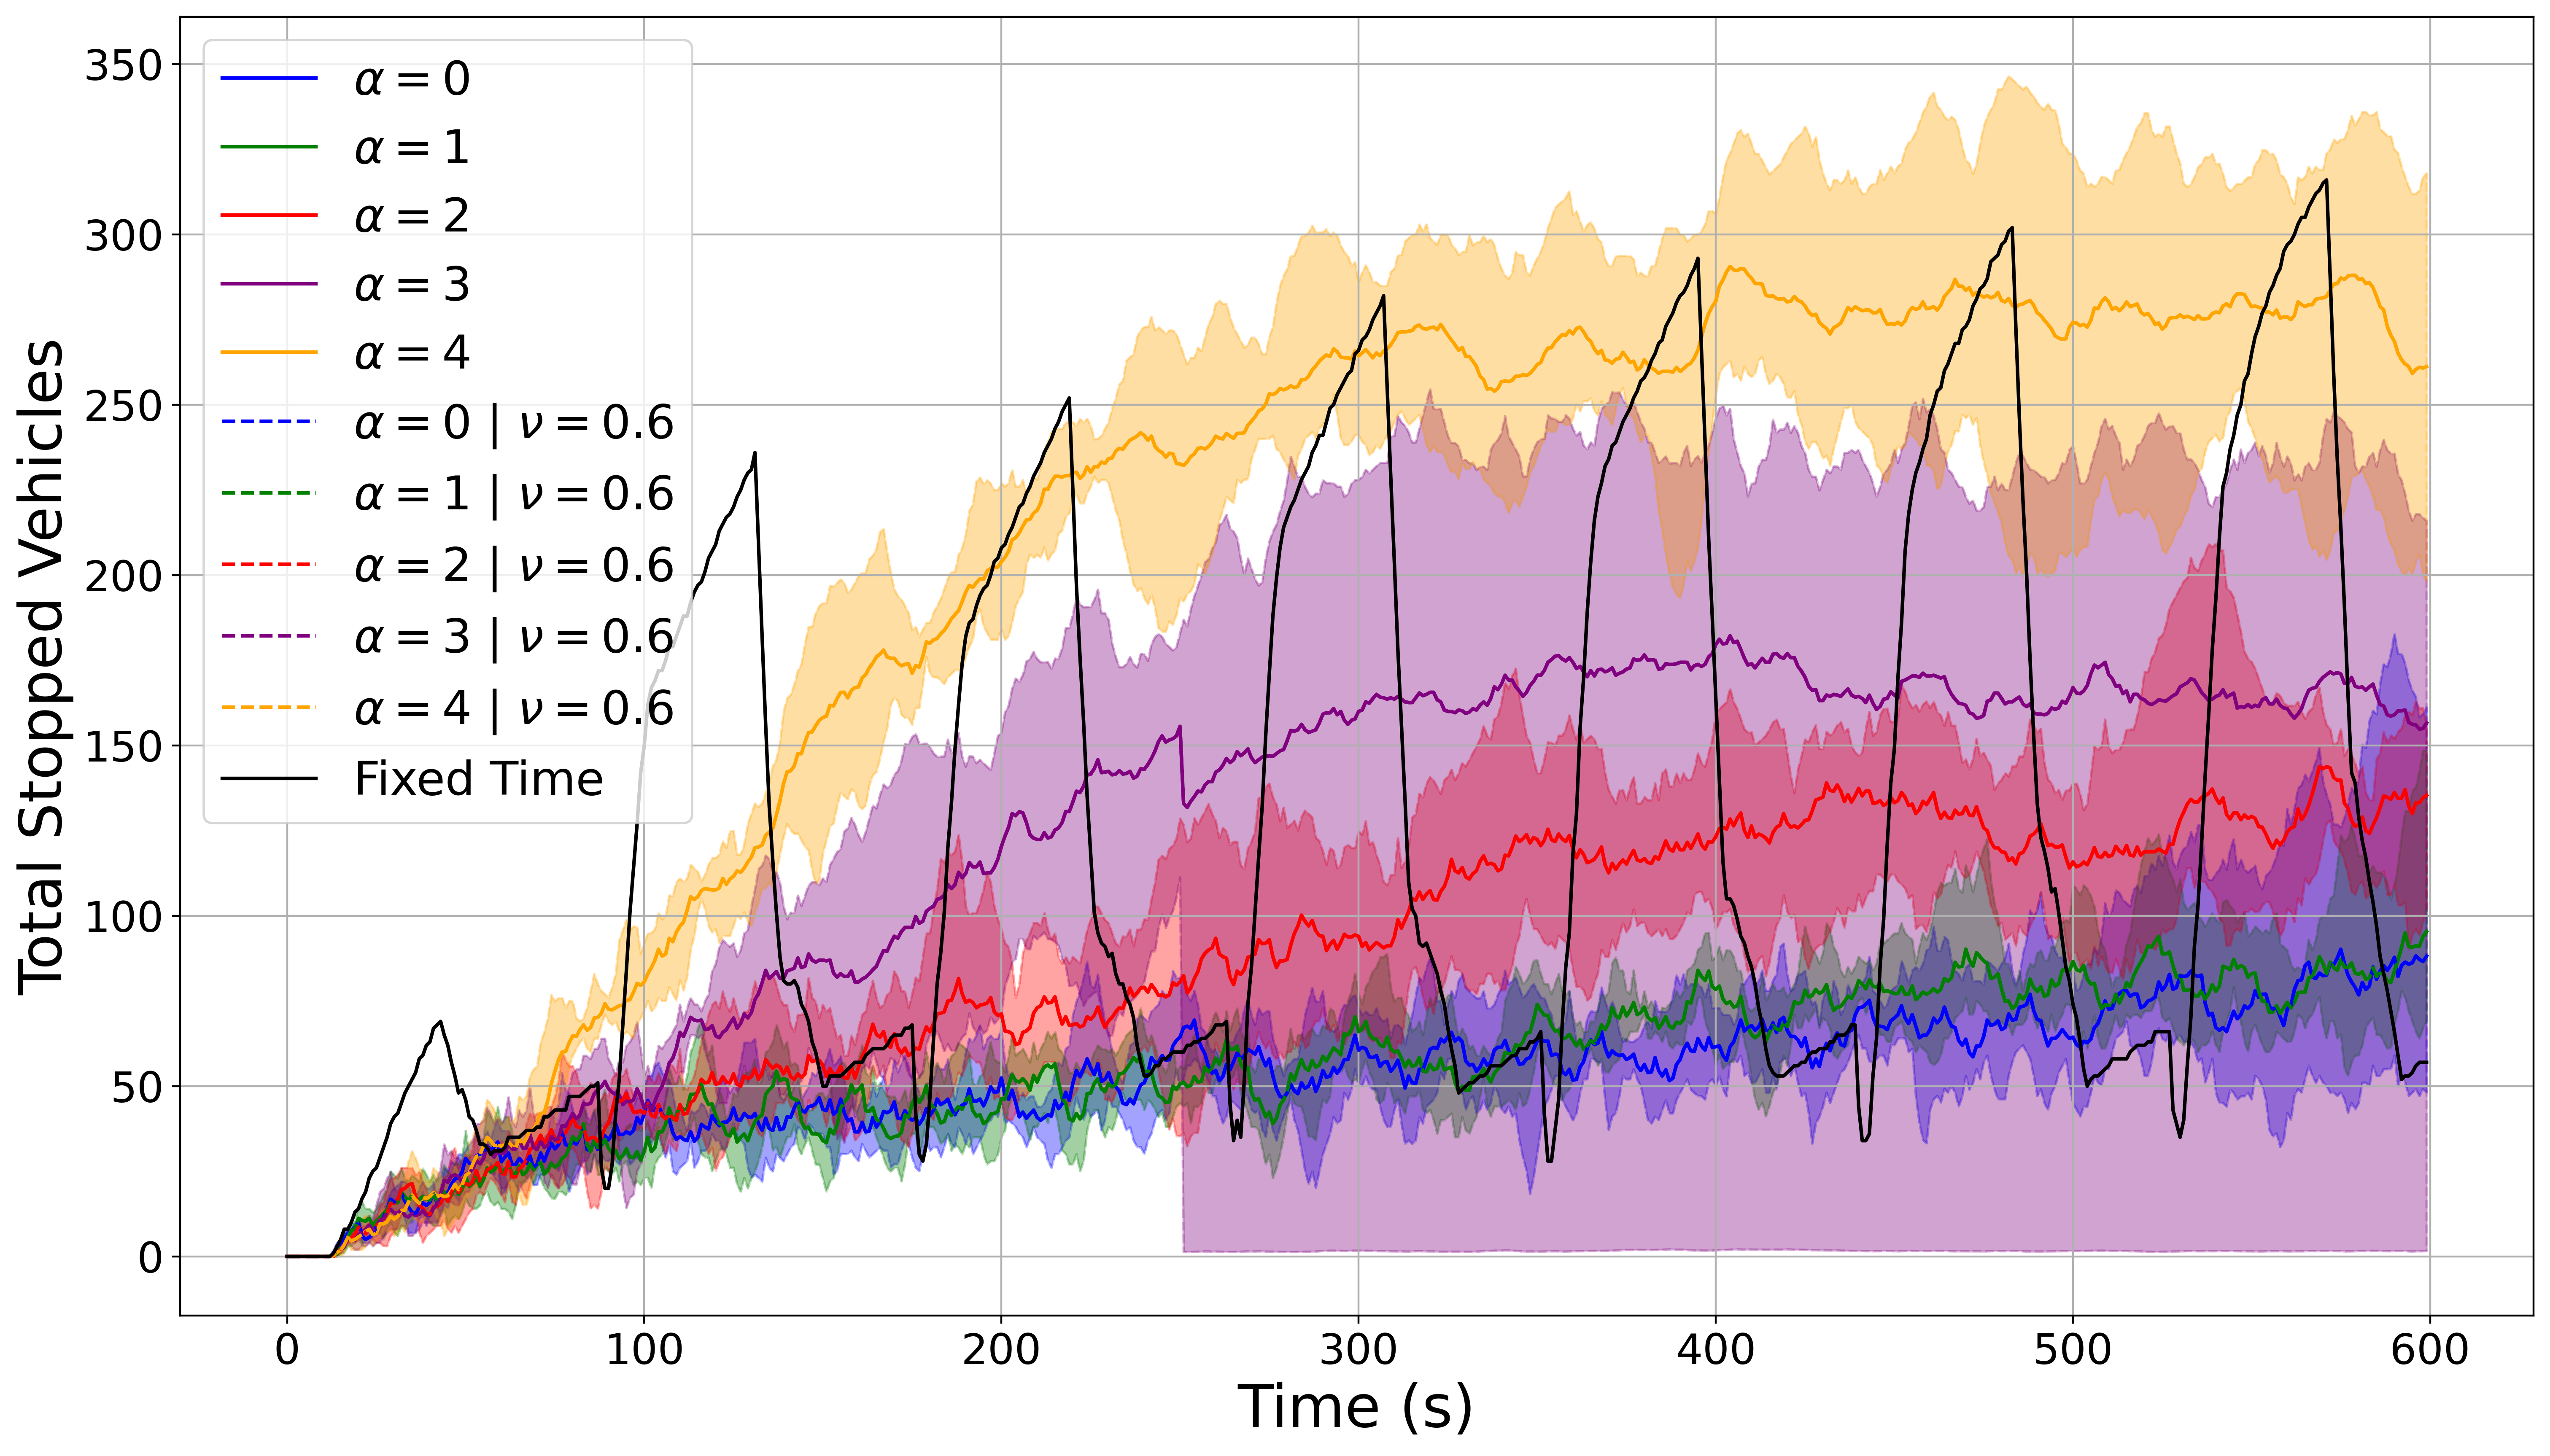 Total Stopped Vehicles
350
300
250
200
150
100
50
0
α = 0
α = 1
α = 2
α = 3
α = 4
α = 0 | ν = 0.6
α = 1 | ν = 0.6
α = 2 | ν = 0.6
α = 3 | ν = 0.6
α = 4 | ν = 0.6
Fixed Time
0 100 200 300 400 500 600
Time (s)